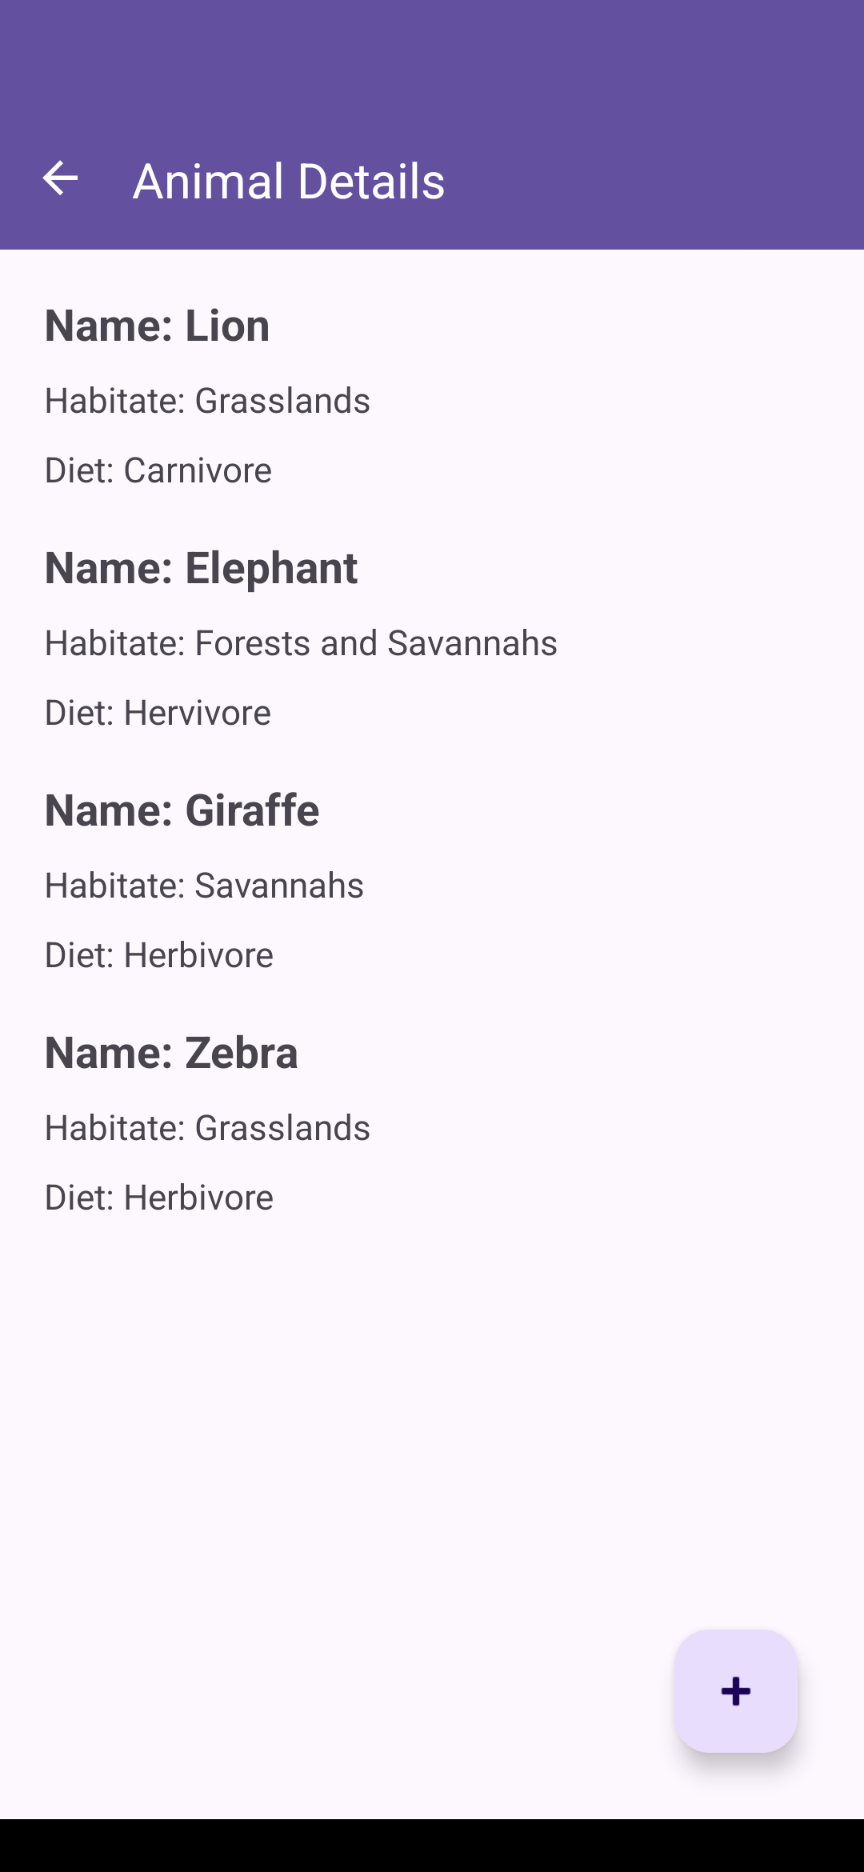 Animal Details
Name: Lion
Habitate: Grasslands
Diet: Carnivore
Name: Elephant
Habitate: Forests and Savannahs
Diet: Hervivore
Name: Giraffe
Habitate: Savannahs
Diet: Herbivore
Name: Zebra
Habitate: Grasslands
Diet: Herbivore